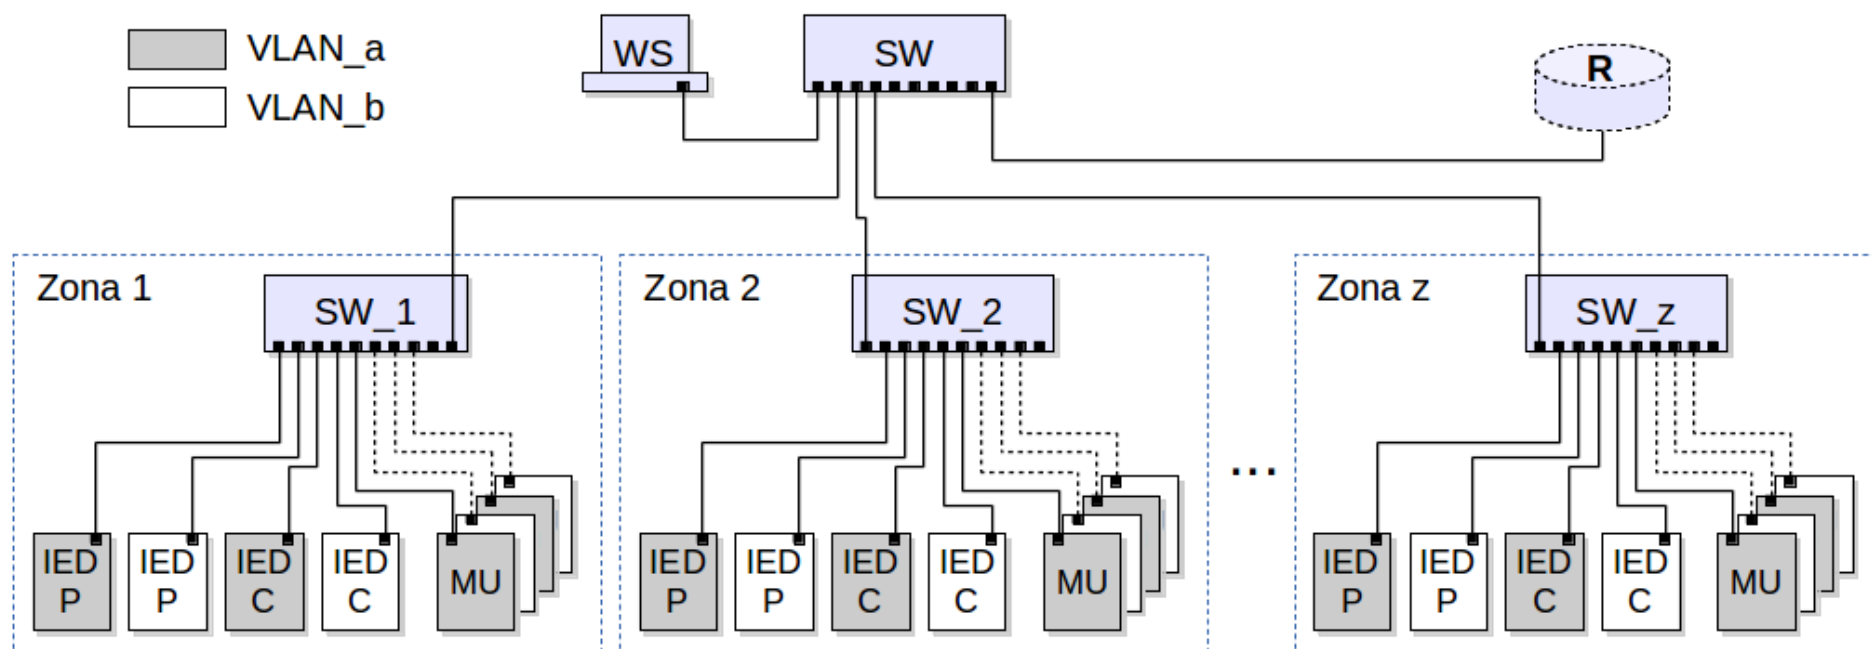 VLAN_a
VLAN_b
WS
SW
R
Zona 1
SW_1
Zona 2
SW_2
Zona z
SW_z
...
IED
P
IED
P
IED
C
IED
C
MU
IED
P
IED
P
IED
C
IED
C
MU
IED
P
IED
P
IED
C
IED
C
MU